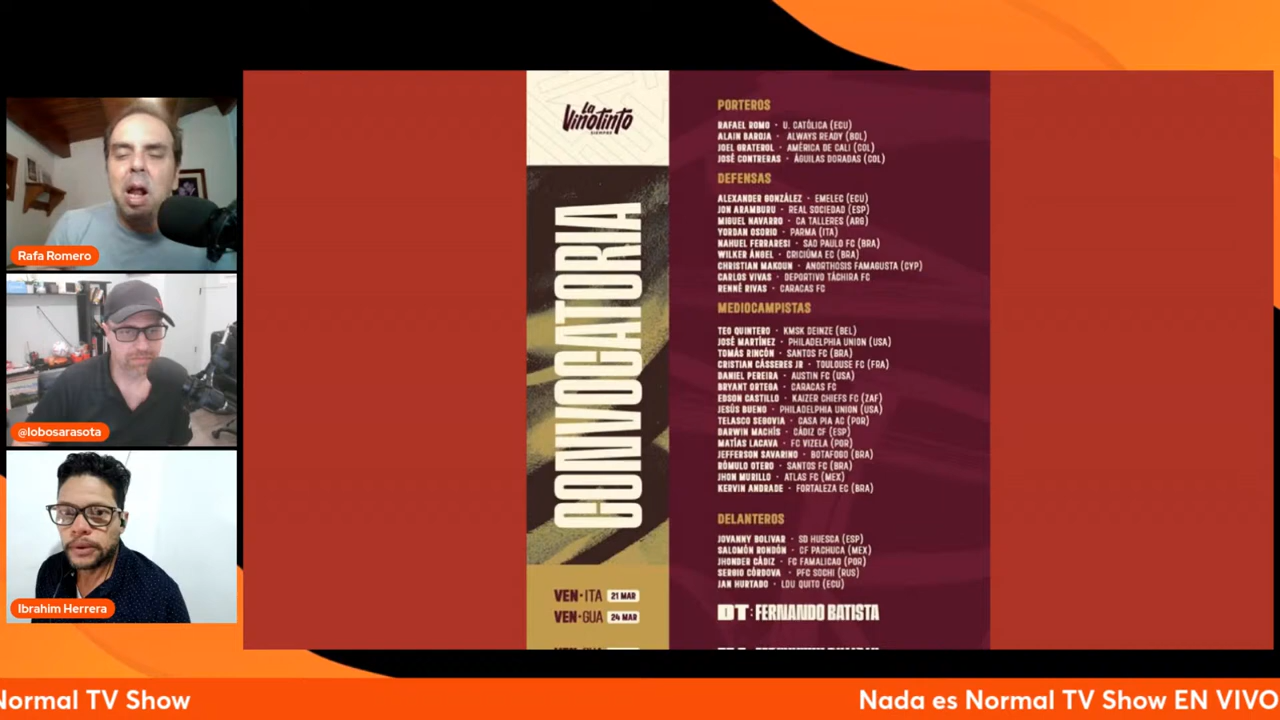 Rafa Romero
@lobosarasota
Ibrahim Herrera
La
Vinotinto
SIEMPRE
CONVOCATORIA
VEN·ITA 21 MAR
VEN·GUA 24 MAR
PORTEROS
RAFAEL ROMO · U. CATÓLICA (ECU)
ALAIN BAROJA · ALWAYS READY (BOL)
JOEL GRATEROL · AMÉRICA DE CALI (COL)
JOSÉ CONTRERAS · ÁGUILAS DORADAS (COL)
DEFENSAS
ALEXANDER GONZÁLEZ · EMELEC (ECU)
JON ARAMBURU · REAL SOCIEDAD (ESP)
MIGUEL NAVARRO · CA TALLERES (ARG)
YORDAN OSORIO · PARMA (ITA)
NAHUEL FERRARESI · SAO PAULO FC (BRA)
WILKER ÁNGEL · CRICIÚMA EC (BRA)
CHRISTIAN MAKOUN · ANORTHOSIS FAMAGUSTA (CYP)
CARLOS VIVAS · DEPORTIVO TÁCHIRA FC
RENNÉ RIVAS · CARACAS FC
MEDIOCAMPISTAS
TEO QUINTERO · KMSK DEINZE (BEL)
JOSÉ MARTÍNEZ · PHILADELPHIA UNION (USA)
TOMÁS RINCÓN · SANTOS FC (BRA)
CRISTIAN CÁSSERES JR · TOULOUSE FC (FRA)
DANIEL PEREIRA · AUSTIN FC (USA)
BRYANT ORTEGA · CARACAS FC
EDSON CASTILLO · KAIZER CHIEFS FC (ZAF)
JESÚS BUENO · PHILADELPHIA UNION (USA)
TELASCO SEGOVIA · CASA PIA AC (POR)
DARWIN MACHÍS · CÁDIZ CF (ESP)
MATÍAS LACAVA · FC VIZELA (POR)
JEFFERSON SAVARINO · BOTAFOGO (BRA)
RÓMULO OTERO · SANTOS FC (BRA)
JHON MURILLO · ATLAS FC (MEX)
KERVIN ANDRADE · FORTALEZA EC (BRA)
DELANTEROS
JOVANNY BOLIVAR · SD HUESCA (ESP)
SALOMÓN RONDÓN · CF PACHUCA (MEX)
JHONDER CÁDIZ · FC FAMALICAO (POR)
SERGIO CÓRDOVA · PFC SOCHI (RUS)
JAN HURTADO · LDU QUITO (ECU)
DT: FERNANDO BATISTA
Normal TV Show
Nada es Normal TV Show EN VIVO